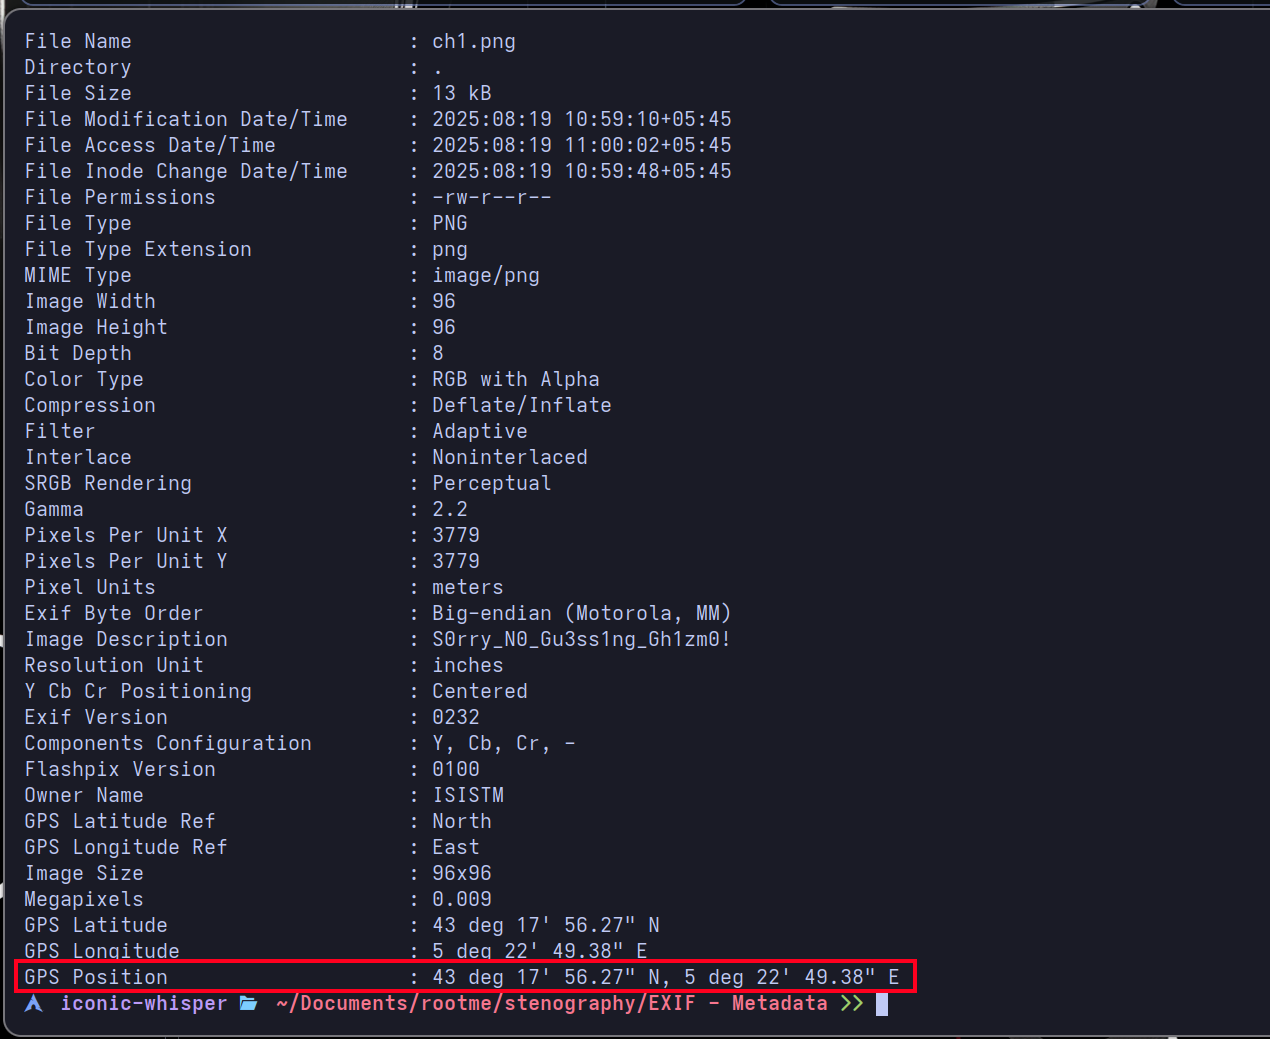 File Name : ch1.png
Directory : .
File Size : 13 kB
File Modification Date/Time : 2025:08:19 10:59:10+05:45
File Access Date/Time : 2025:08:19 11:00:02+05:45
File Inode Change Date/Time : 2025:08:19 10:59:48+05:45
File Permissions : -rw-r--r--
File Type : PNG
File Type Extension : png
MIME Type : image/png
Image Width : 96
Image Height : 96
Bit Depth : 8
Color Type : RGB with Alpha
Compression : Deflate/Inflate
Filter : Adaptive
Interlace : Noninterlaced
SRGB Rendering : Perceptual
Gamma : 2.2
Pixels Per Unit X : 3779
Pixels Per Unit Y : 3779
Pixel Units : meters
Exif Byte Order : Big-endian (Motorola, MM)
Image Description : S0rry_N0_Gu3ss1ng_Gh1zm0!
Resolution Unit : inches
Y Cb Cr Positioning : Centered
Exif Version : 0232
Components Configuration : Y, Cb, Cr, -
Flashpix Version : 0100
Owner Name : ISISTM
GPS Latitude Ref : North
GPS Longitude Ref : East
Image Size : 96x96
Megapixels : 0.009
GPS Latitude : 43 deg 17' 56.27" N
GPS Longitude : 5 deg 22' 49.38" E
GPS Position : 43 deg 17' 56.27" N, 5 deg 22' 49.38" E
iconic-whisper ~/Documents/rootme/stenography/EXIF - Metadata >>